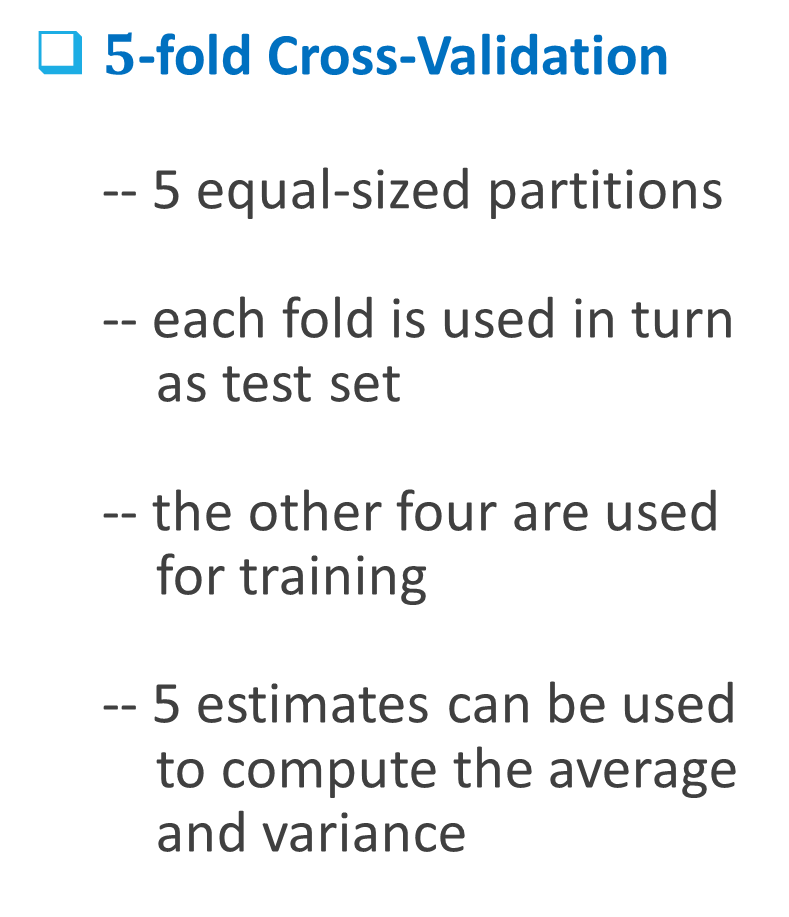 5-fold Cross-Validation
-- 5 equal-sized partitions
-- each fold is used in turn
as test set
-- the other four are used
for training
-- 5 estimates can be used
to compute the average
and variance